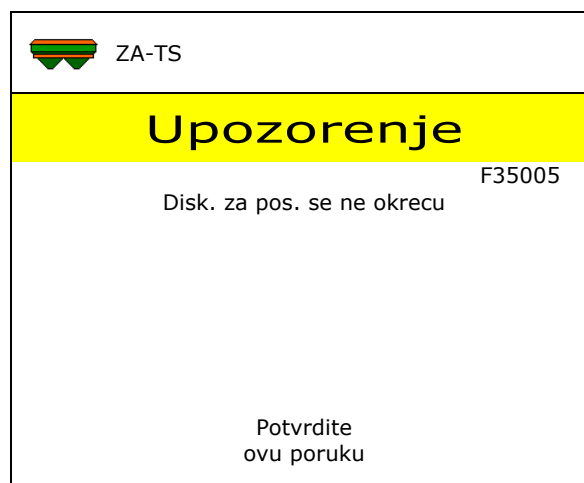 ZA-TS
Upozorenje
F35005
Disk. za pos. se ne okrecu
Potvrdite
ovu poruku